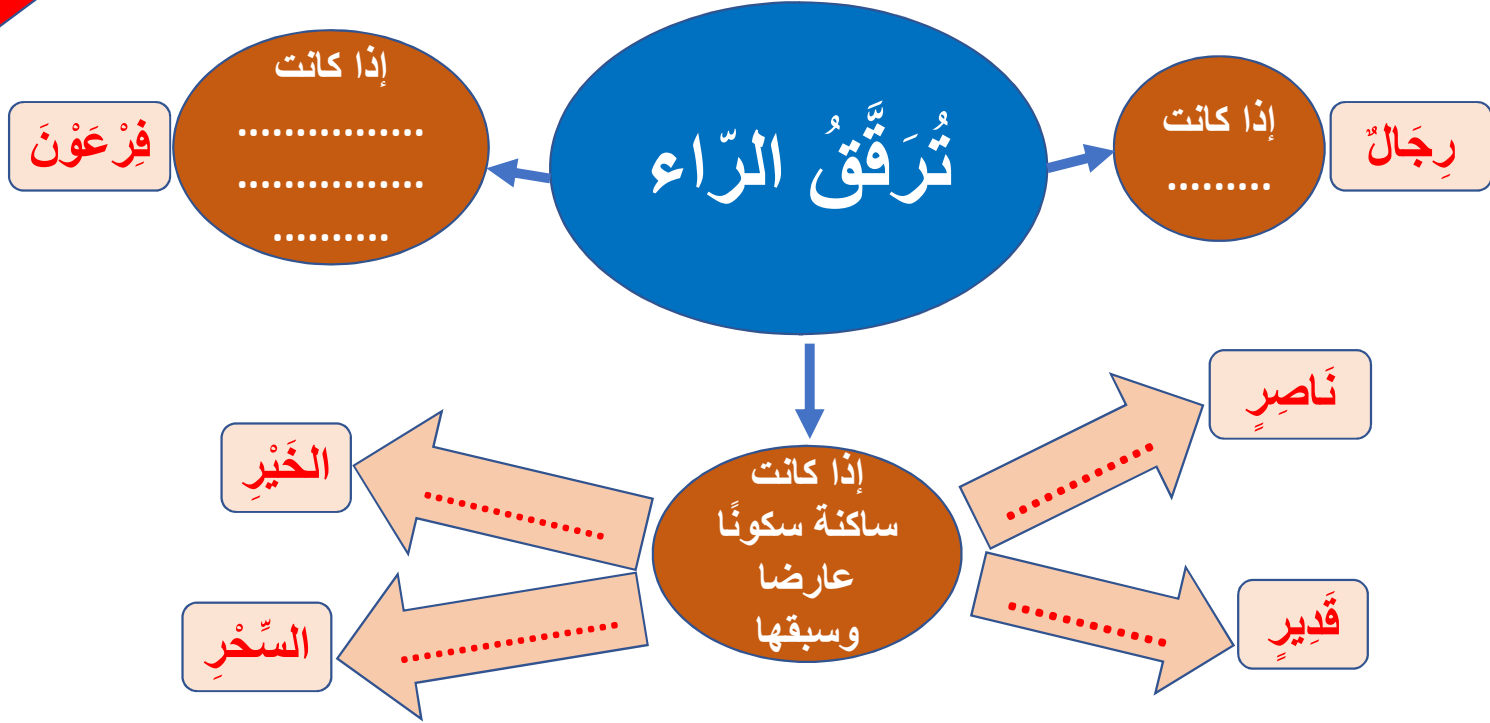 تُرَقَّقُ الرّاء
إذا كانت
.........
رِجَالٌ
إذا كانت
................
................
..........
فِرْعَوْنَ
إذا كانت
ساكنة سكونًا
عارضا
وسبقها
............
نَاصِرٍ
............
قَدِيرٍ
................
الخَيْرِ
...................
السِّحْرِ